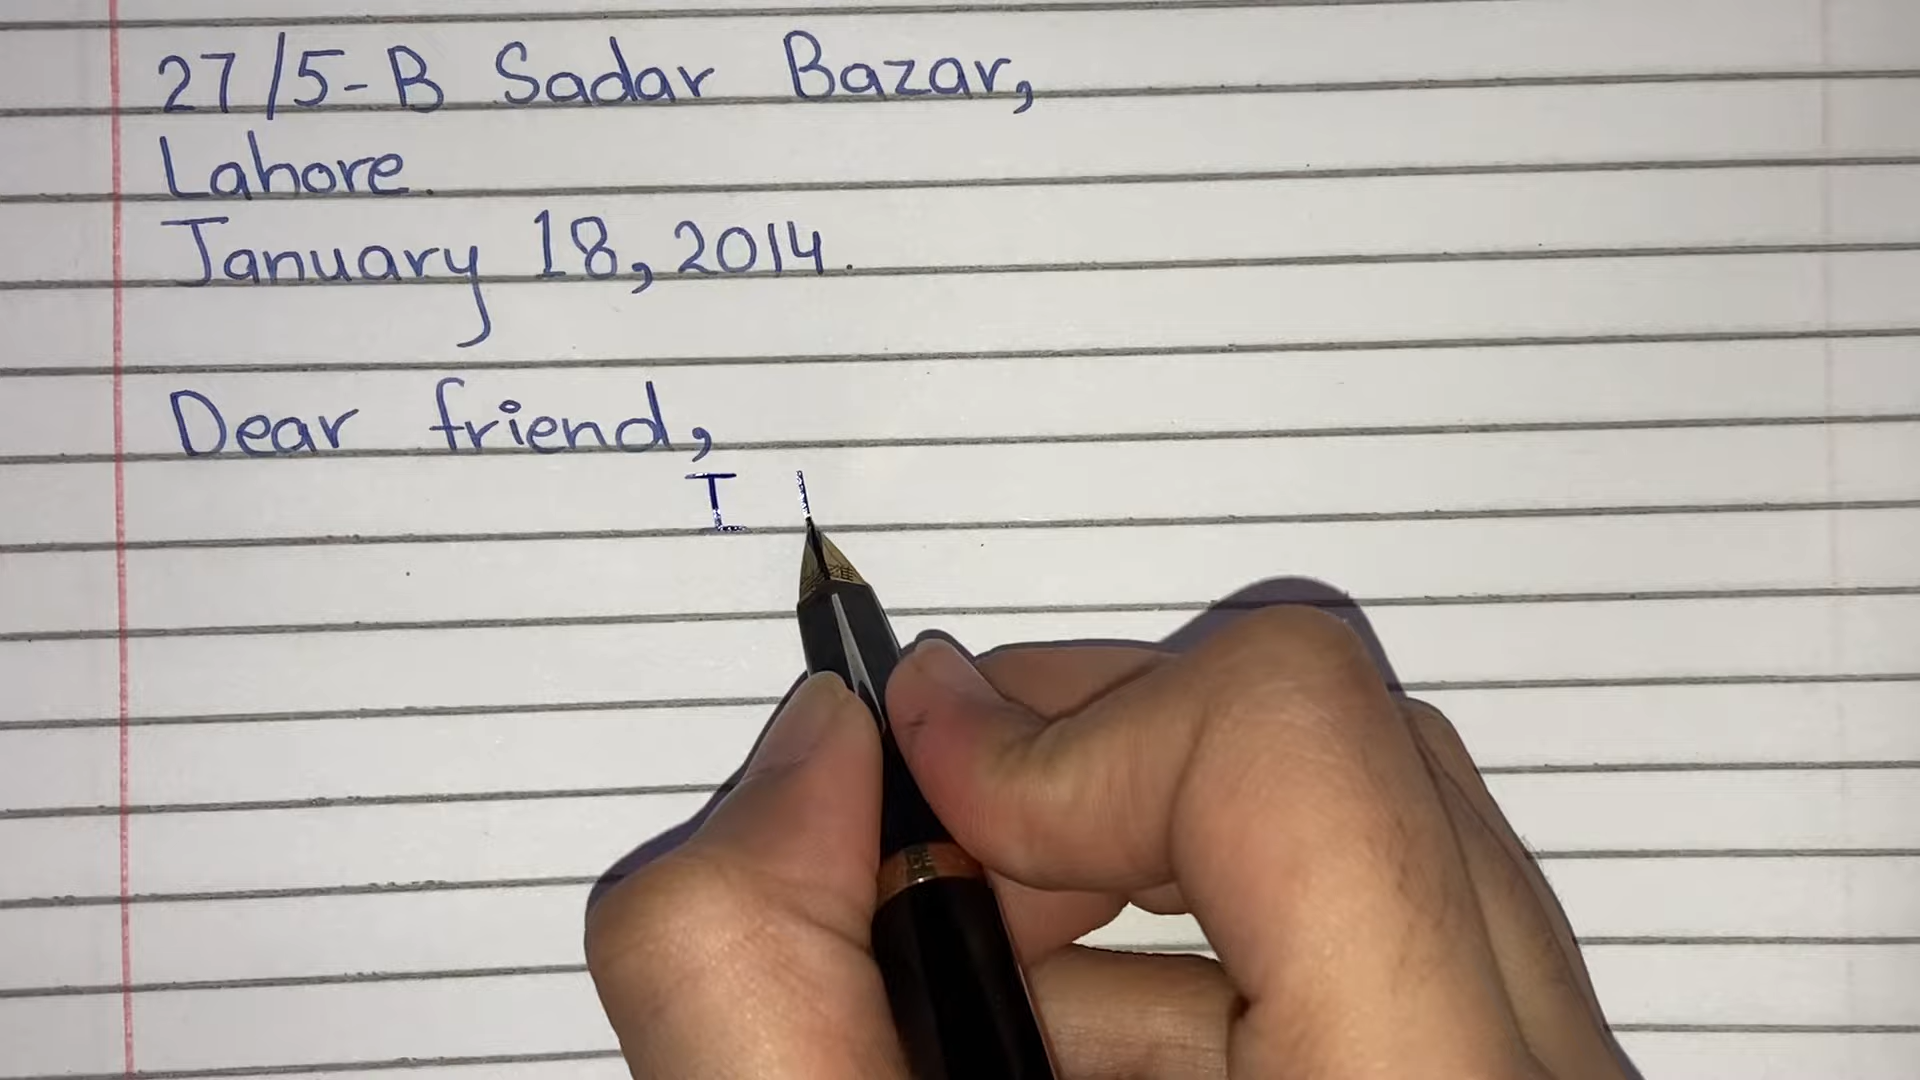 27/5-B Sadar Bazar,
Lahore.
January 18, 2014.
Dear friend,
I